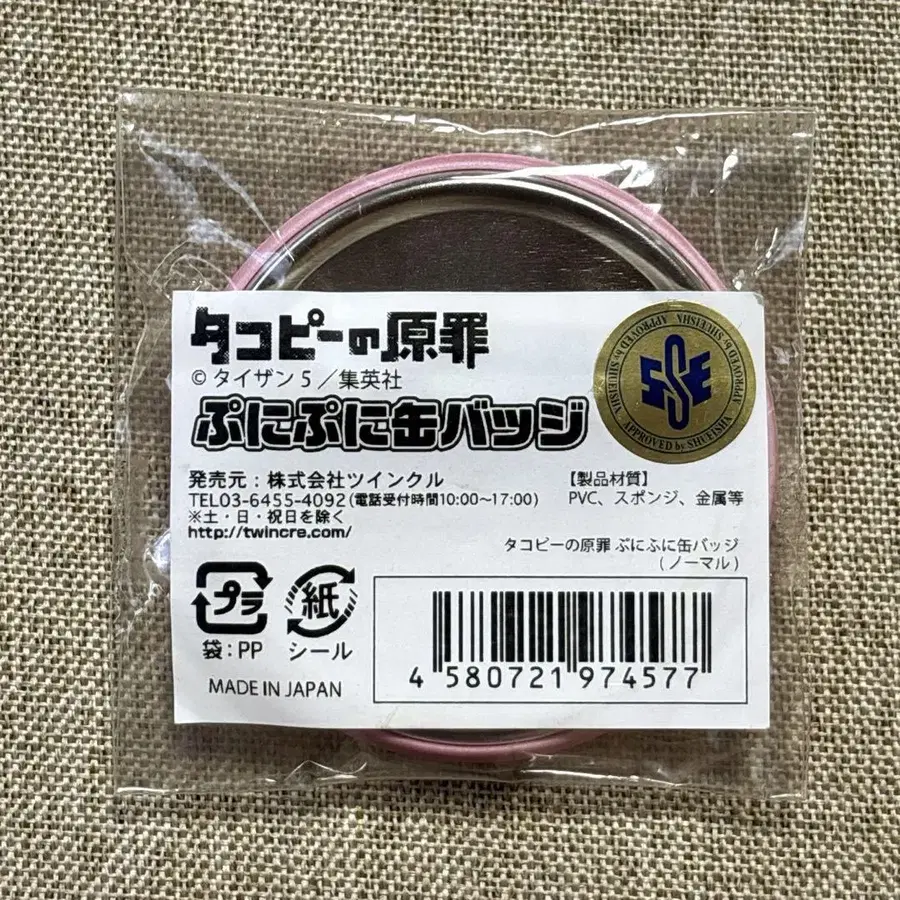 タコピーの原罪
© タイザン5／集英社
ぷにぷに缶バッジ
APPROVED by SHUEISHA
APPROVED by SHUEISHA
SSE
発売元：株式会社ツインクル
TEL03-6455-4092(電話受付時間10:00～17:00)
※土・日・祝日を除く
http://twincre.com/
【製品材質】
PVC、スポンジ、金属等
タコピーの原罪 ぷにぷに缶バッジ
(ノーマル)
プラ
袋：PP
紙
シール
MADE IN JAPAN
4 580721 974577